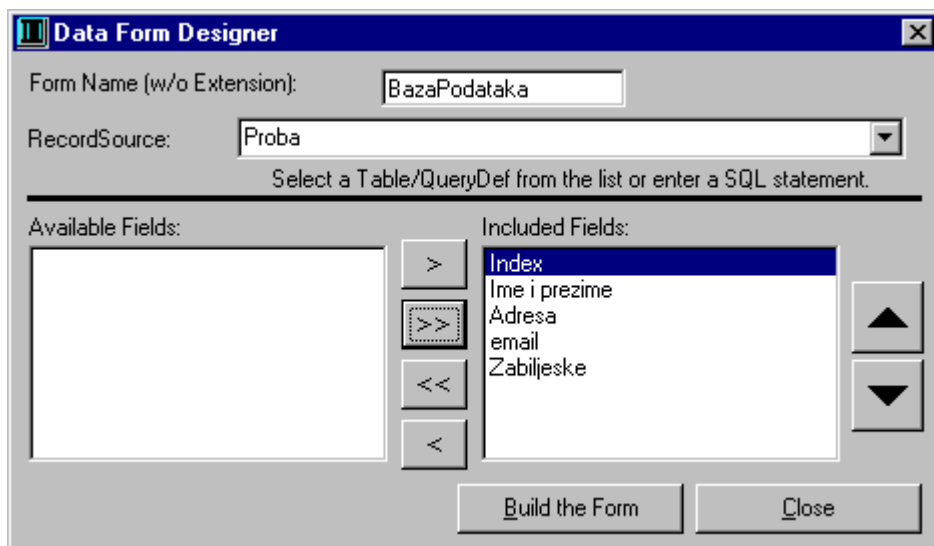 Data Form Designer
Form Name (w/o Extension):
BazaPodataka
RecordSource:
Proba
Select a Table/QueryDef from the list or enter a SQL statement.
Available Fields:
Included Fields:
>
>>
<<
<
Index
Ime i prezime
Adresa
email
Zabiljeske
Build the Form
Close